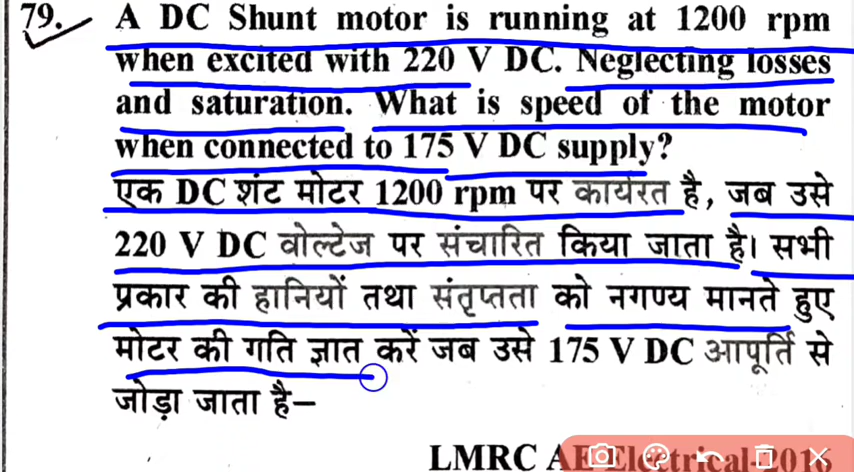 79. A DC Shunt motor is running at 1200 rpm
when excited with 220 V DC. Neglecting losses
and saturation. What is speed of the motor
when connected to 175 V DC supply?
एक DC शंट मोटर 1200 rpm पर कार्यरत है, जब उसे
220 V DC वोल्टेज पर संचारित किया जाता है। सभी
प्रकार की हानियों तथा संतृप्तता को नगण्य मानते हुए
मोटर की गति ज्ञात करें जब उसे 175 V DC आपूर्ति से
जोड़ा जाता है–
LMRC AE Electrical-2016